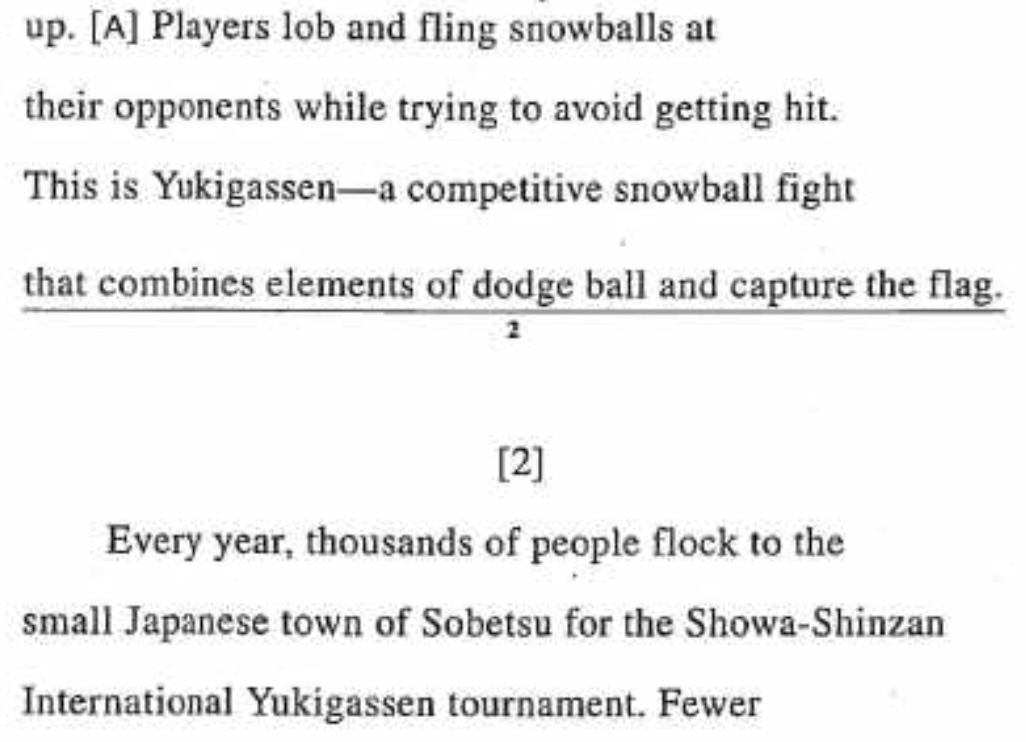 up. [A] Players lob and fling snowballs at
their opponents while trying to avoid getting hit.
This is Yukigassen—a competitive snowball fight
that combines elements of dodge ball and capture the flag.
2
[2]
Every year, thousands of people flock to the
small Japanese town of Sobetsu for the Showa-Shinzan
International Yukigassen tournament. Fewer